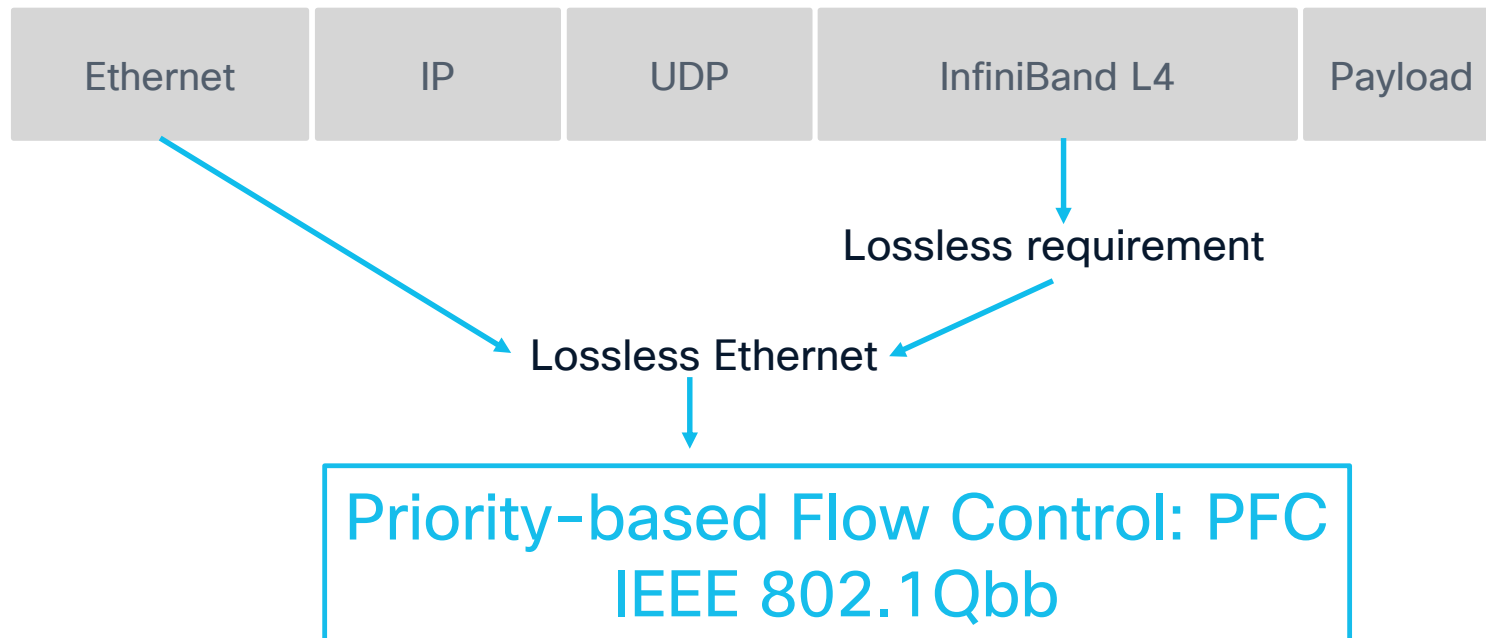 Ethernet IP UDP InfiniBand L4 Payload
Lossless requirement
Lossless Ethernet
Priority-based Flow Control: PFC
IEEE 802.1Qbb